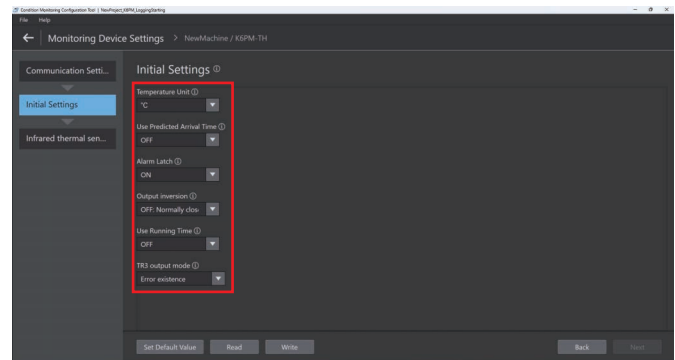 Condition Monitoring Configuration Tool | NewProject_K6PM_LoggingStarting
File Help
Monitoring Device Settings > NewMachine / K6PM-TH
Communication Setti...
Initial Settings
Infrared thermal sen...
Initial Settings
Temperature Unit
°C
Use Predicted Arrival Time
OFF
Alarm Latch
ON
Output inversion
OFF: Normally clos
Use Running Time
OFF
TR3 output mode
Error existence
Set Default Value Read Write Back Next